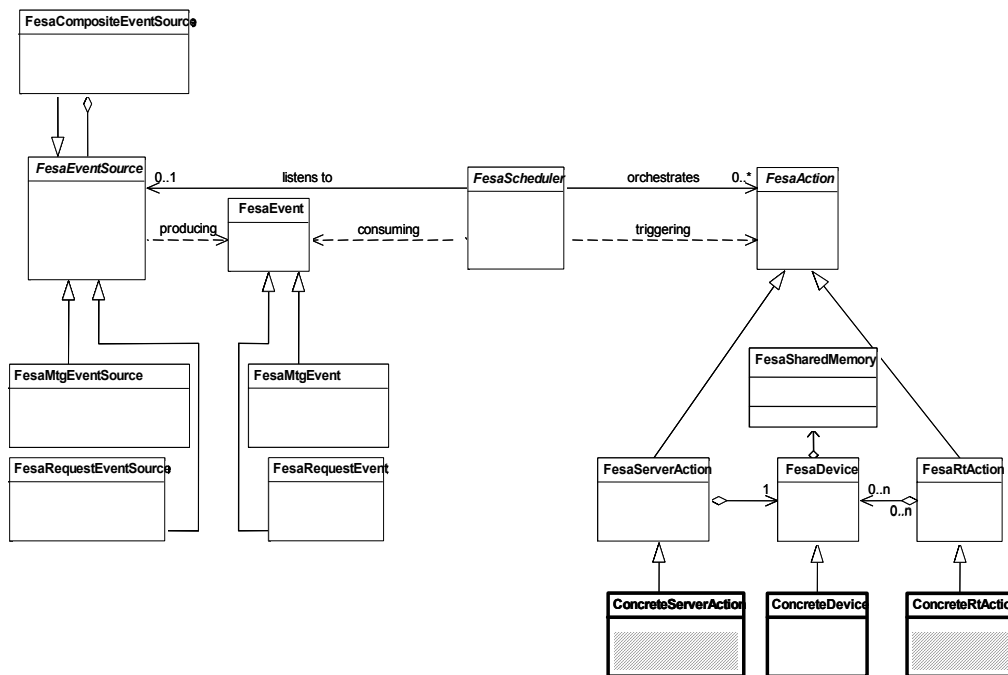 FesaCompositeEventSource
FesaEventSource
0..1
listens to
FesaScheduler
orchestrates
0..*
FesaAction
FesaEvent
producing
consuming
triggering
FesaMtgEventSource
FesaMtgEvent
FesaSharedMemory
FesaRequestEventSource
FesaRequestEvent
FesaServerAction
1
FesaDevice
0..n
0..n
FesaRtAction
ConcreteServerAction
ConcreteDevice
ConcreteRtActio